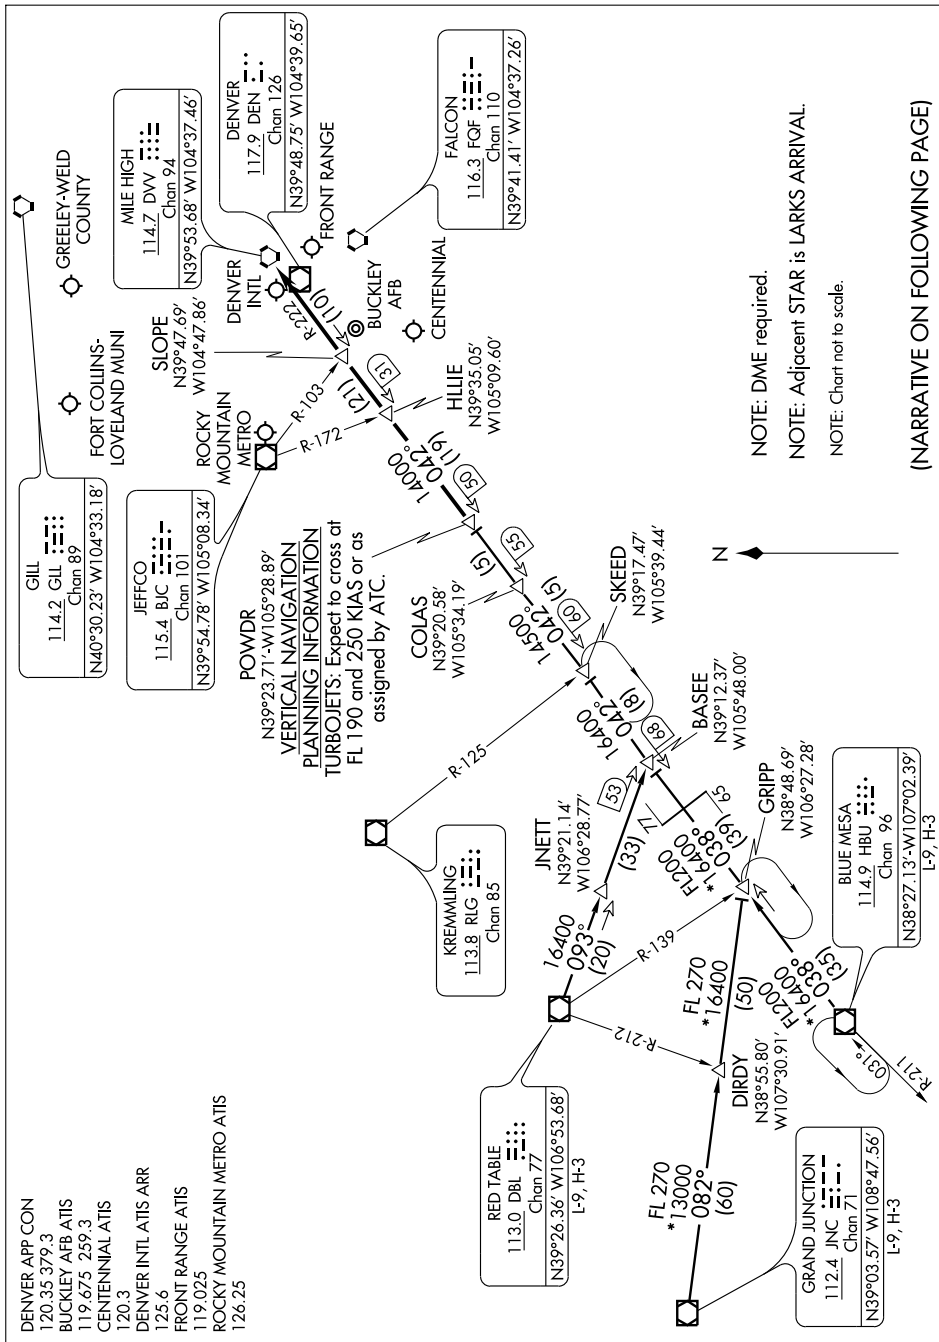 DENVER APP CON
120.35 379.3
BUCKLEY AFB ATIS
119.675 259.3
CENTENNIAL ATIS
120.3
DENVER INTL ATIS ARR
125.6
FRONT RANGE ATIS
119.025
ROCKY MOUNTAIN METRO ATIS
126.25
GILL
114.2 GLL
Chan 89
N40°30.23' W104°33.18'
FORT COLLINS-
LOVELAND MUNI
GREELEY-WELD
COUNTY
JEFFCO
115.4 BJC
Chan 101
N39°54.78' W105°08.34'
ROCKY
MOUNTAIN
METRO
SLOPE
N39°47.69'
W104°47.86'
MILE HIGH
114.7 DVV
Chan 94
N39°53.68' W104°37.46'
DENVER
INTL
DENVER
117.9 DEN
Chan 126
N39°48.75' W104°39.65'
FRONT RANGE
BUCKLEY
AFB
CENTENNIAL
FALCON
116.3 FQF
Chan 110
N39°41.41' W104°37.26'
R-222
(10)
R-103
R-172
(21)
31
HLLIE
N39°35.05'
W105°09.60'
14000
042°
(19)
50
POWDR
N39°23.71'-W105°28.89'
VERTICAL NAVIGATION
PLANNING INFORMATION
TURBOJETS: Expect to cross at
FL 190 and 250 KIAS or as
assigned by ATC.
(5)
55
COLAS
N39°20.58'
W105°34.19'
14500
042°
(5)
60
SKEED
N39°17.47'
W105°39.44'
R-125
16400
042°
(8)
68
BASEE
N39°12.37'
W105°48.00'
KREMMLING
113.8 RLG
Chan 85
JNETT
N39°21.14'
W106°28.77'
(33)
53
77
65
16400
093°
(20)
FL200
*16400
038°
(39)
GRIPP
N38°48.69'
W106°27.28'
R-139
R-212
RED TABLE
113.0 DBL
Chan 77
N39°26.36' W106°53.68'
L-9, H-3
FL 270
*16400
(50)
FL200
*16400
038°
(35)
BLUE MESA
114.9 HBU
Chan 96
N38°27.13'-W107°02.39'
L-9, H-3
031°
R-211
DIRDY
N38°55.80'
W107°30.91'
FL 270
*13000
082°
(60)
GRAND JUNCTION
112.4 JNC
Chan 71
N39°03.57' W108°47.56'
L-9, H-3
N
NOTE: DME required.
NOTE: Adjacent STAR is LARKS ARRIVAL.
NOTE: Chart not to scale.
(NARRATIVE ON FOLLOWING PAGE)